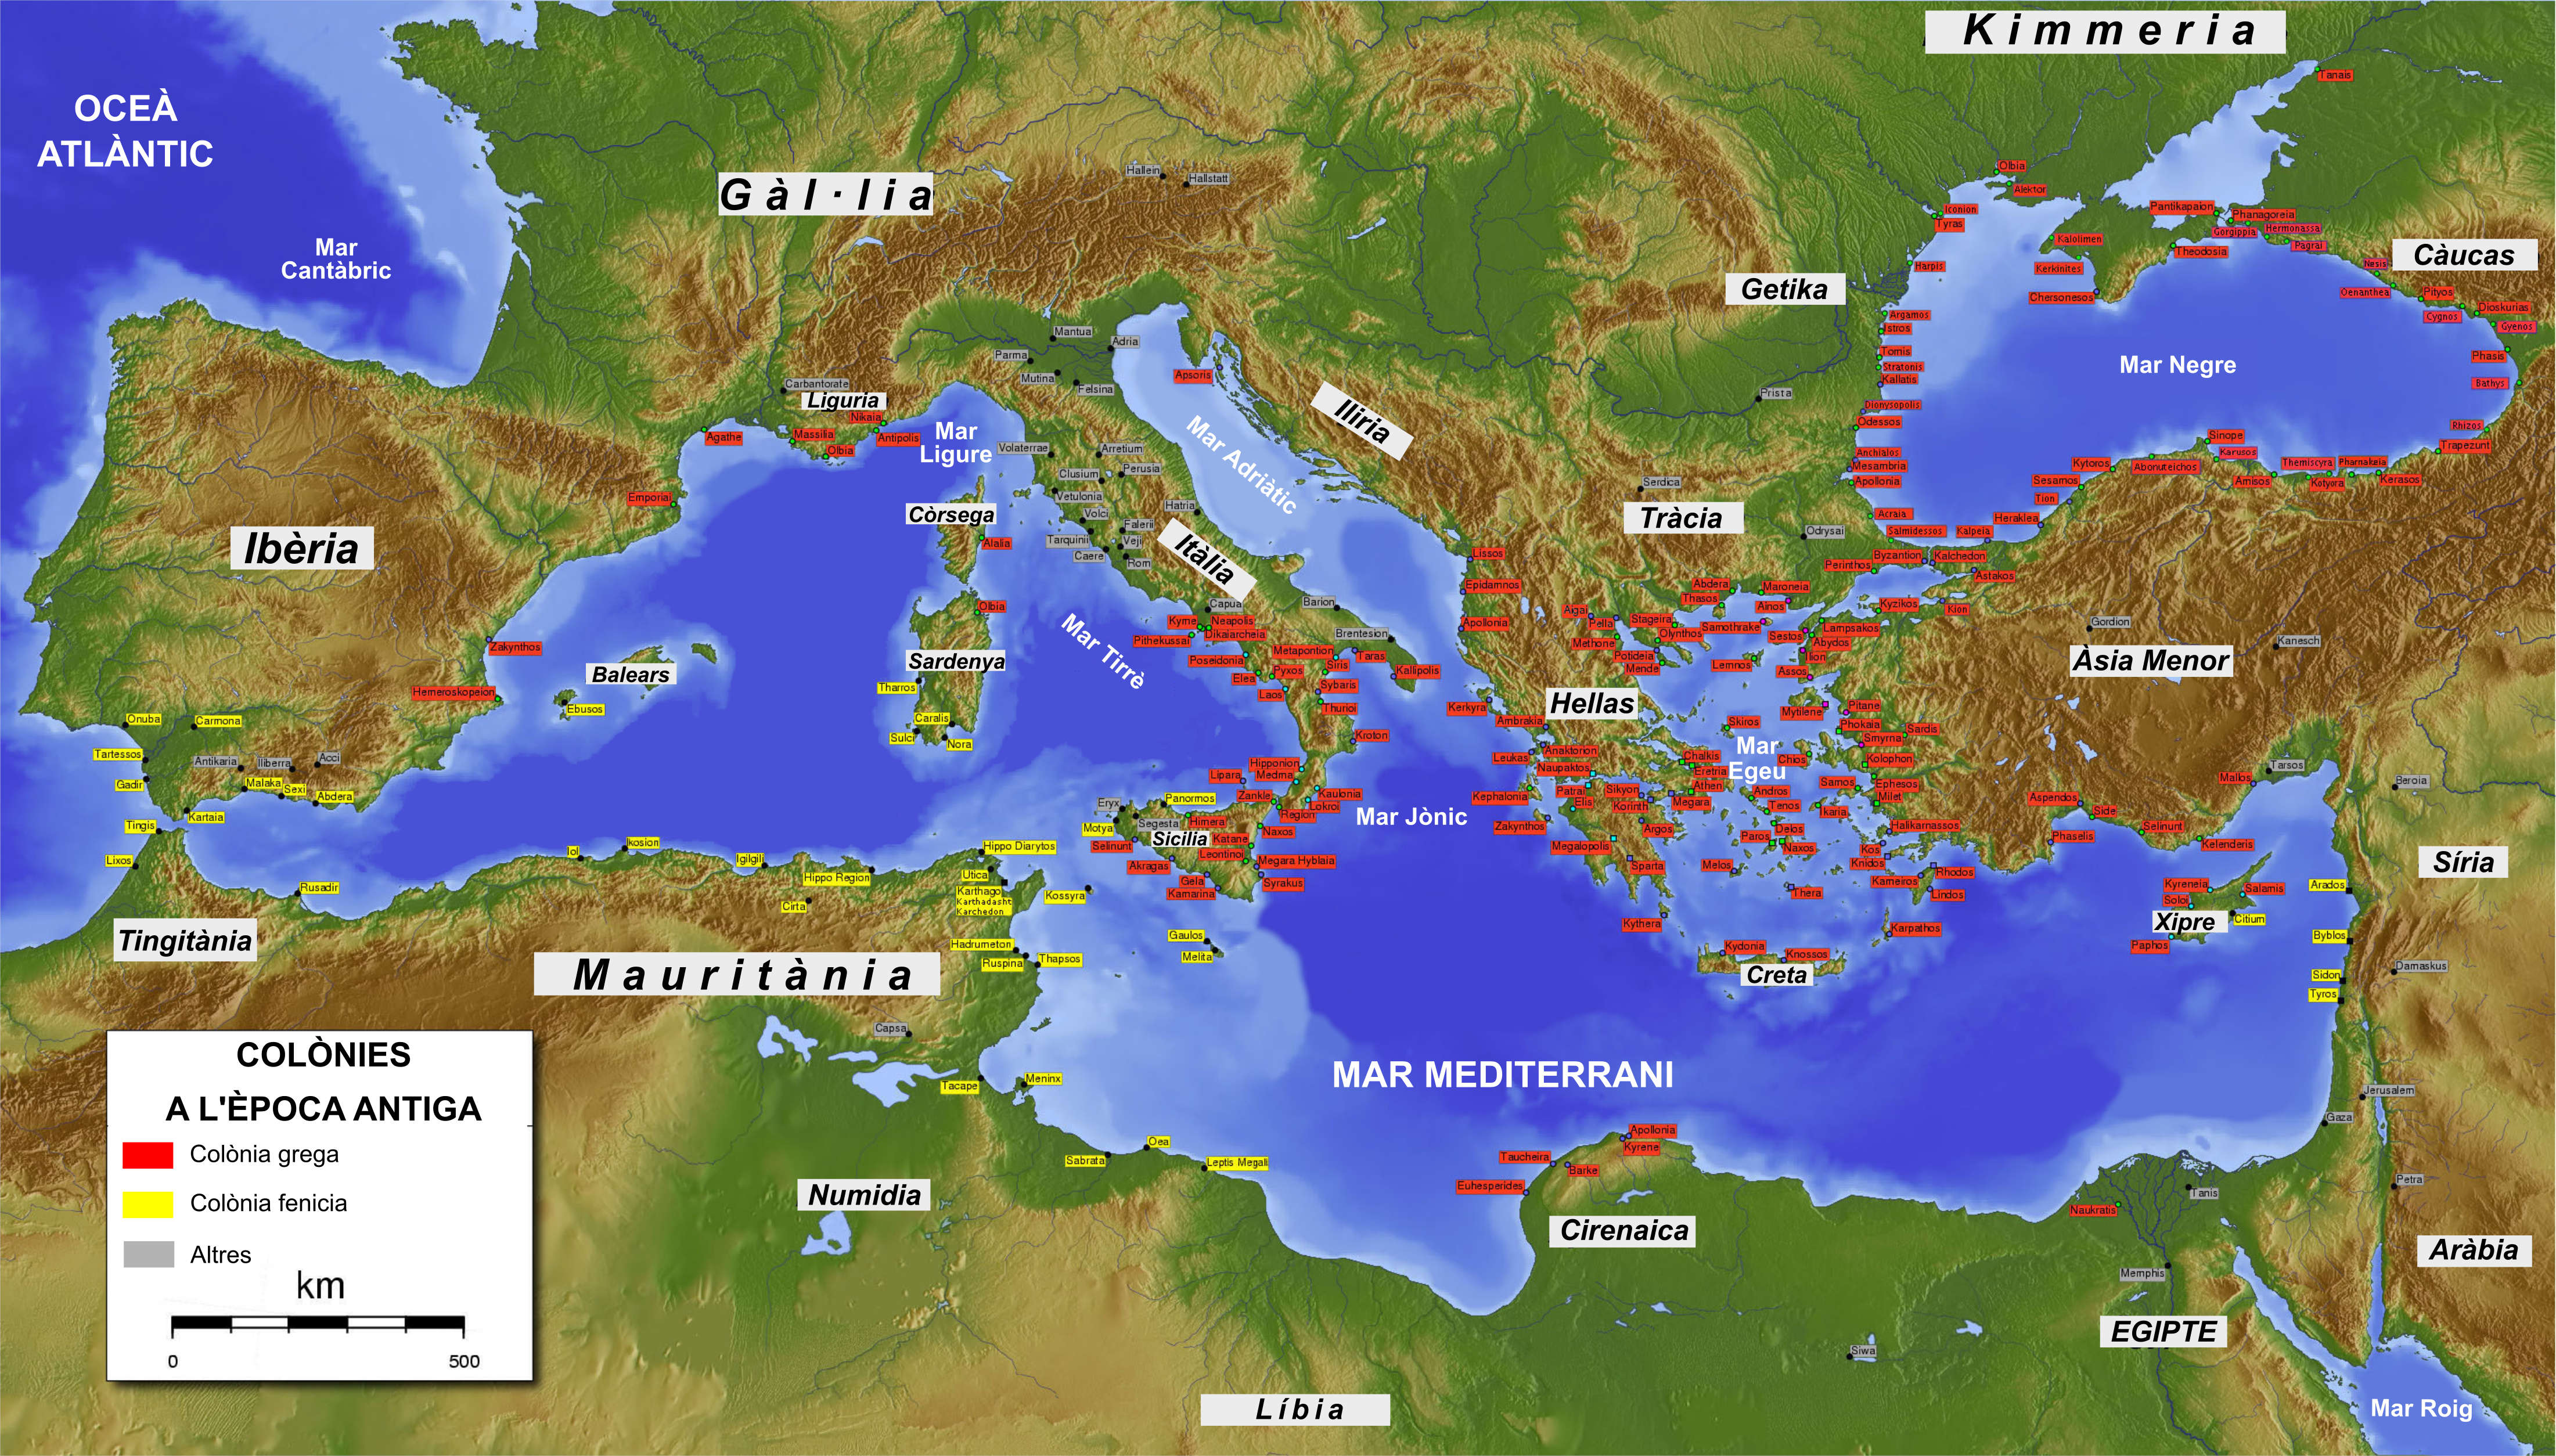 Kimmeria
OCEÀ
ATLÀNTIC
Mar
Cantàbric
Gàl·lia
Hallein
Hallstatt
Tanais
Olbia
Alektor
Iconion
Tyras
Harpis
Kalolimen
Kerkinites
Chersonesos
Pantikapaion
Phanagoreia
Hermonassa
Gorgippia
Pagrai
Theodosia
Càucas
Nasis
Oenanthea
Pityos
Cygnos
Dioskurias
Gyenos
Phasis
Bathys
Rhizos
Trapezunt
Getika
Argamos
Istros
Tomis
Stratonis
Kallatis
Dionysopolis
Odessos
Anchialos
Mesambria
Apollonia
Acraia
Salmidessos
Kalpeia
Mar Negre
Sinope
Karusos
Abonuteichos
Kytoros
Sesamos
Tion
Heraklea
Themiscyra
Pharnakeia
Amisos
Kotyora
Kerasos
Mantua
Adria
Parma
Mutina
Felsina
Apsoris
Carbantorate
Liguria
Nikaia
Antipolis
Massilia
Olbia
Agathe
Emporiai
Mar
Ligure
Iliria
Prista
Serdica
Tràcia
Odrysai
Mar Adriàtic
Volaterrae
Arretium
Clusium
Perusia
Vetulonia
Volci
Hatria
Falerii
Tarquinii
Veji
Caere
Rom
Itàlia
Ibèria
Còrsega
Alalia
Olbia
Sardenya
Tharros
Caralis
Sulci
Nora
Mar Tirrè
Capua
Kyme
Neapolis
Dikaiarcheia
Pithekussai
Barion
Brentesion
Poseidonia
Metapontion
Taras
Siris
Elea
Pyxos
Kallipolis
Laos
Sybaris
Thurioi
Kroton
Hipponion
Medma
Lipara
Zankle
Kaulonia
Lokroi
Region
Lissos
Epidamnos
Apollonia
Kerkyra
Byzantion
Kalchedon
Perinthos
Astakos
Abdera
Maroneia
Thasos
Ainos
Aigai
Pella
Stageira
Samothrake
Kyzikos
Kion
Methone
Olynthos
Sestos
Lampsakos
Abydos
Potideia
Mende
Lemnos
Ilion
Assos
Gordion
Kanesch
Àsia Menor
Zakynthos
Hemeroskopeion
Balears
Ebusos
Hellas
Ambrakia
Skiros
Mytilene
Pitane
Phokaia
Sardis
Smyrna
Leukas
Anaktorion
Naupaktos
Chalkis
Eretria
Mar
Egeu
Chios
Kolophon
Kephalonia
Patrai
Sikyon
Athen
Elis
Korinth
Megara
Andros
Samos
Ephesos
Milet
Tenos
Ikaria
Zakynthos
Argos
Delos
Paros
Naxos
Halikarnassos
Megalopolis
Sparta
Melos
Kos
Knidos
Kameiros
Rhodos
Lindos
Thera
Kythera
Karpathos
Kydonia
Knossos
Creta
Onuba
Carmona
Tartessos
Antikaria
Iliberra
Acci
Gadir
Malaka
Sexi
Abdera
Kartaia
Tingis
Lixos
Rusadir
Tingitània
Iol
Ikosion
Igilgili
Hippo Region
Cirta
Hippo Diarytos
Utica
Karthago
Karthadasht
Karchedon
Kossyra
Hadrumeton
Ruspina
Thapsos
Mauritània
Eryx
Panormos
Segesta
Motya
Himera
Selinunt
Sicilia
Katane
Naxos
Leontinoi
Akragas
Megara Hyblaia
Gela
Kamarina
Syrakus
Gaulos
Melita
Mar Jònic
Mallos
Tarsos
Aspendos
Side
Selinunt
Phaselis
Kelenderis
Beroia
Síria
Kyreneia
Salamis
Soloi
Xipre
Citium
Paphos
Arados
Byblos
Damaskus
Sidon
Tyros
Capsa
Tacape
Meninx
Sabrata
Oea
Leptis Megali
Numidia
MAR MEDITERRANI
Apollonia
Kyrene
Taucheira
Barke
Euhesperides
Cirenaica
Jerusalem
Gaza
Petra
Tanis
Naukratis
Memphis
EGIPTE
Aràbia
Siwa
Líbia
Mar Roig
COLÒNIES
A L'ÈPOCA ANTIGA
Colònia grega
Colònia fenicia
Altres
km
0 500